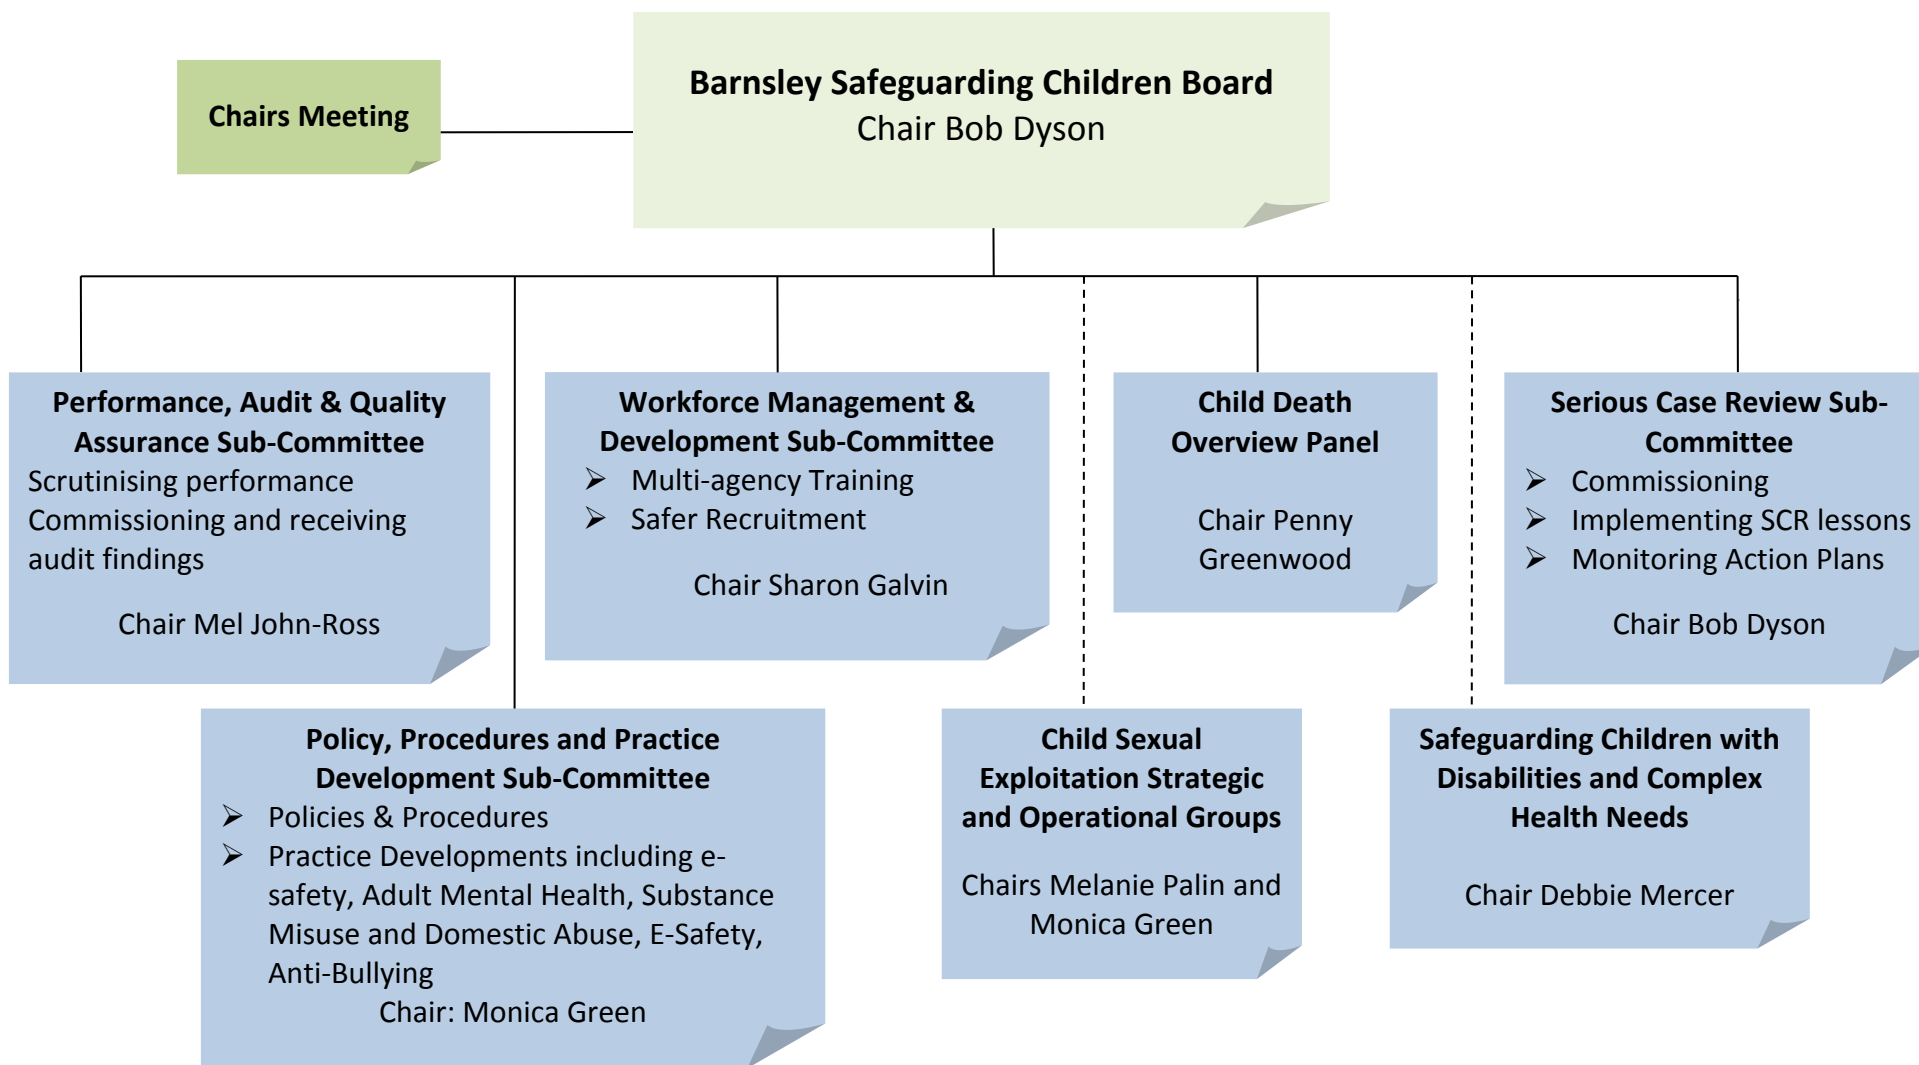 Chairs Meeting
Barnsley Safeguarding Children Board
Chair Bob Dyson
Performance, Audit & Quality
Assurance Sub-Committee
Scrutinising performance
Commissioning and receiving
audit findings
Chair Mel John-Ross
Workforce Management &
Development Sub-Committee
➢ Multi-agency Training
➢ Safer Recruitment
Chair Sharon Galvin
Child Death
Overview Panel
Chair Penny
Greenwood
Serious Case Review Sub-
Committee
➢ Commissioning
➢ Implementing SCR lessons
➢ Monitoring Action Plans
Chair Bob Dyson
Policy, Procedures and Practice
Development Sub-Committee
➢ Policies & Procedures
➢ Practice Developments including e-
safety, Adult Mental Health, Substance
Misuse and Domestic Abuse, E-Safety,
Anti-Bullying
Chair: Monica Green
Child Sexual
Exploitation Strategic
and Operational Groups
Chairs Melanie Palin and
Monica Green
Safeguarding Children with
Disabilities and Complex
Health Needs
Chair Debbie Mercer